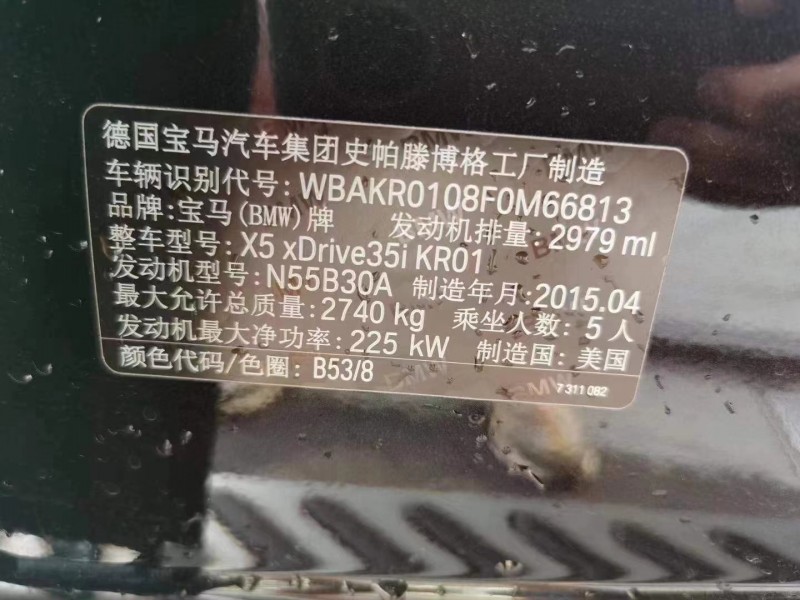 德国宝马汽车集团史帕滕博格工厂制造
车辆识别代号: WBAKR0108F0M66813
品牌: 宝马(BMW)牌 发动机排量: 2979 ml
整车型号: X5 xDrive35i KR01
发动机型号: N55B30A 制造年月: 2015.04
最大允许总质量: 2740 kg 乘坐人数: 5人
发动机最大净功率: 225 kW 制造国: 美国
颜色代码/色圈: B53/8
7 311 082